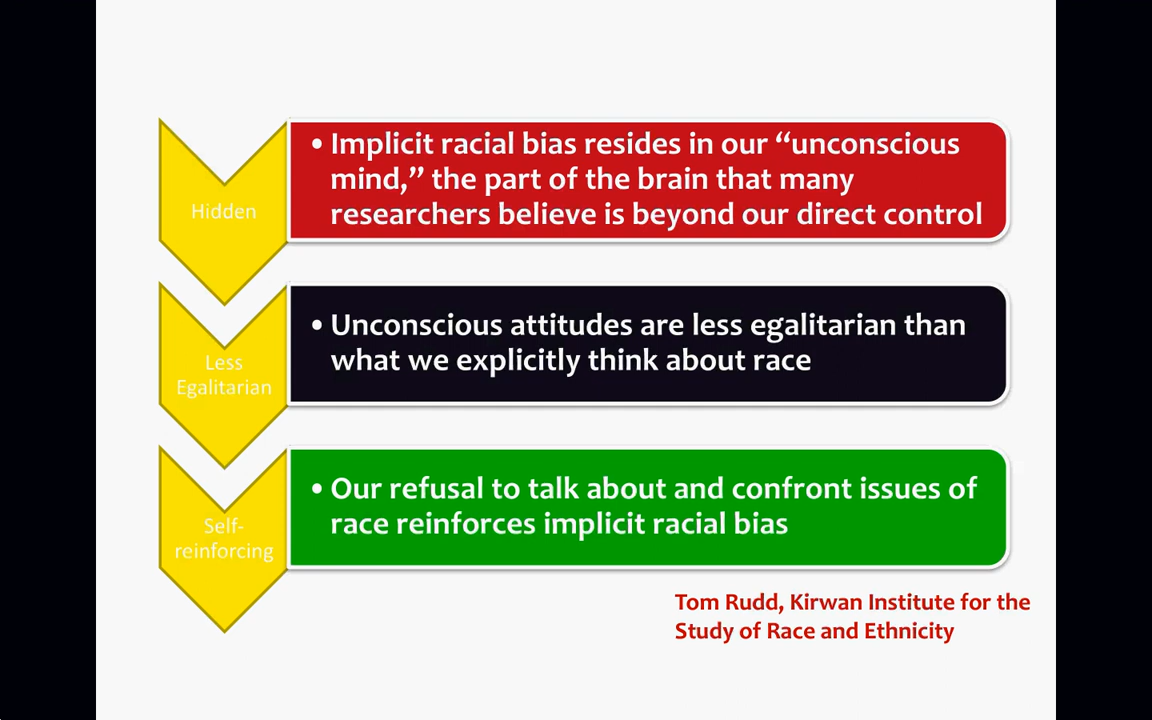 Hidden
• Implicit racial bias resides in our “unconscious
mind,” the part of the brain that many
researchers believe is beyond our direct control
Less
Egalitarian
• Unconscious attitudes are less egalitarian than
what we explicitly think about race
Self-
reinforcing
• Our refusal to talk about and confront issues of
race reinforces implicit racial bias
Tom Rudd, Kirwan Institute for the
Study of Race and Ethnicity